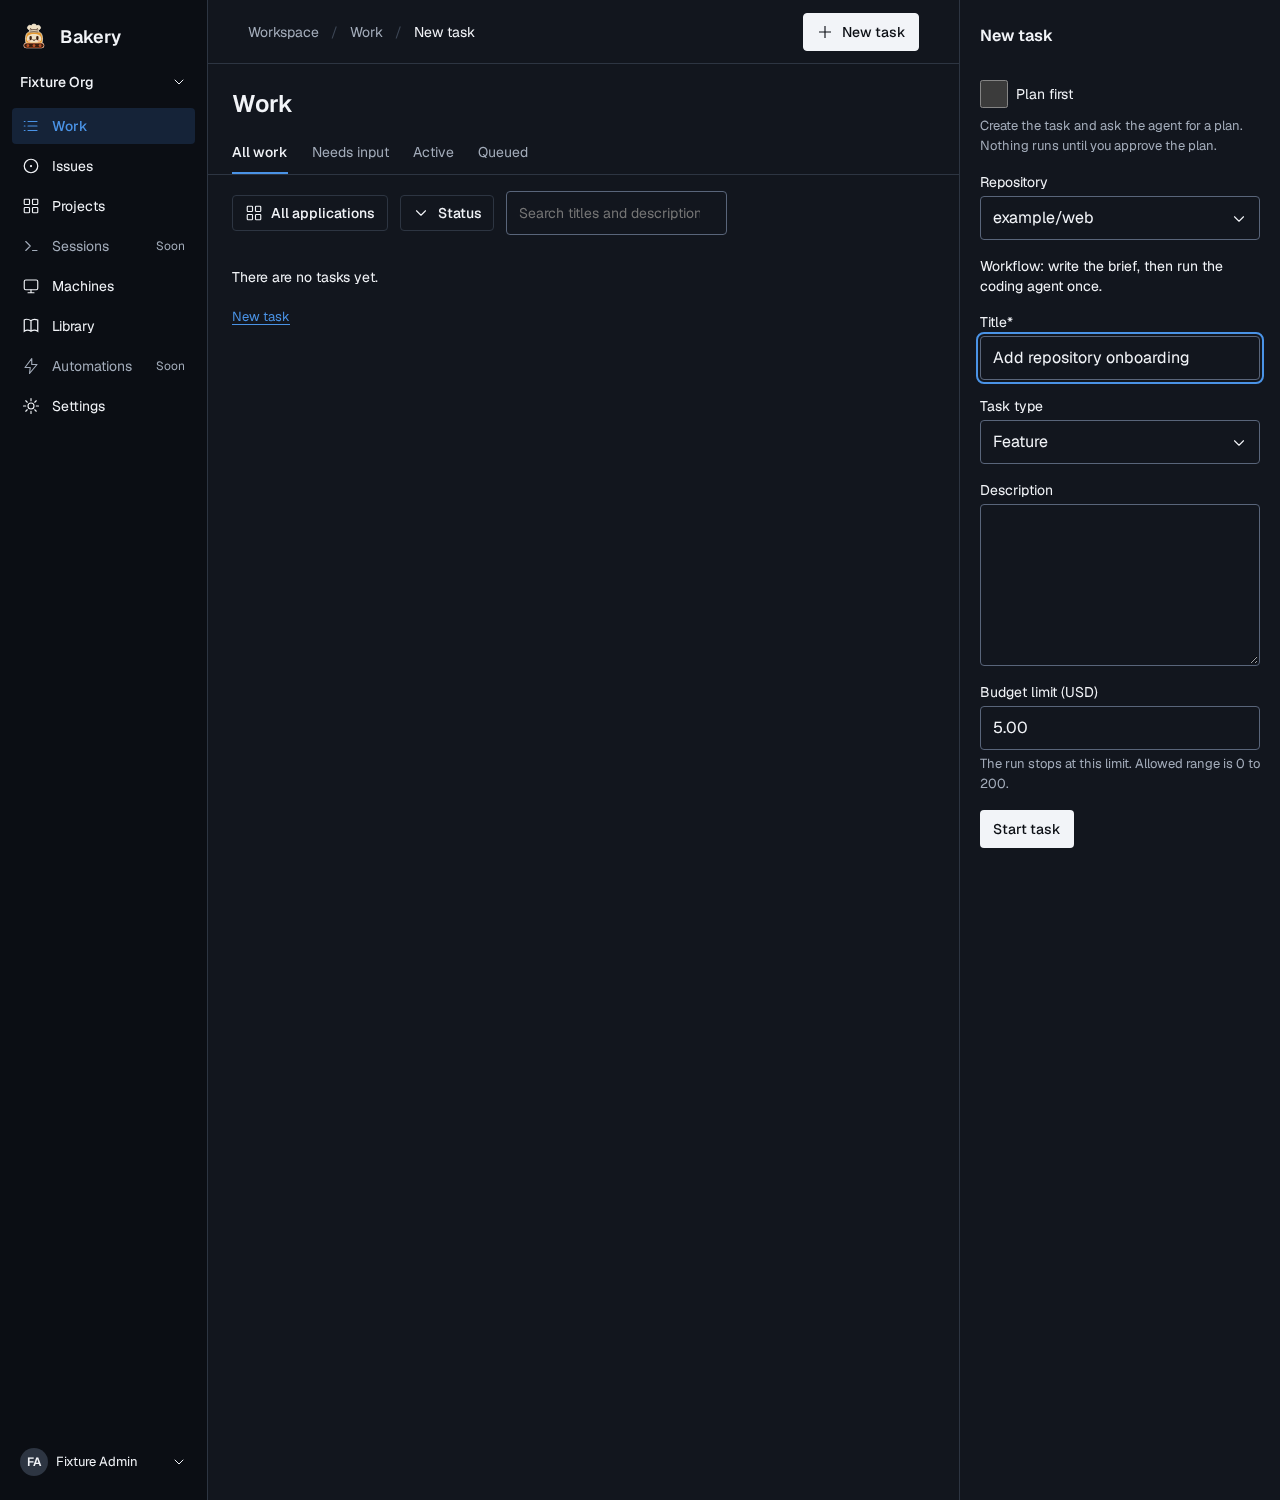 Bakery
Fixture Org
Work
Issues
Projects
Sessions Soon
Machines
Library
Automations Soon
Settings
FA Fixture Admin
Workspace / Work / New task
New task
Work
All work Needs input Active Queued
All applications Status Search titles and description
There are no tasks yet.
New task
New task
Plan first
Create the task and ask the agent for a plan.
Nothing runs until you approve the plan.
Repository
example/web
Workflow: write the brief, then run the
coding agent once.
Title*
Add repository onboarding
Task type
Feature
Description
Budget limit (USD)
5.00
The run stops at this limit. Allowed range is 0 to
200.
Start task